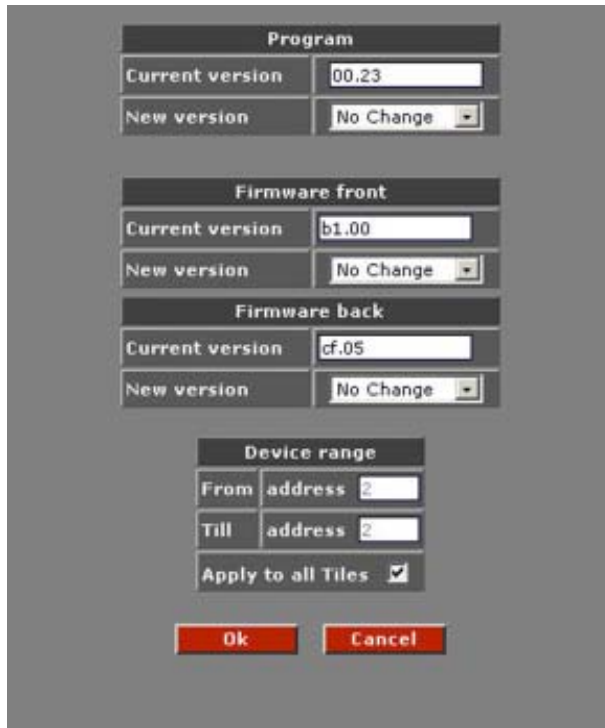 Program
Current version 00.23
New version No Change
Firmware front
Current version b1.00
New version No Change
Firmware back
Current version cf.05
New version No Change
Device range
From address 2
Till address 2
Apply to all Tiles
Ok Cancel